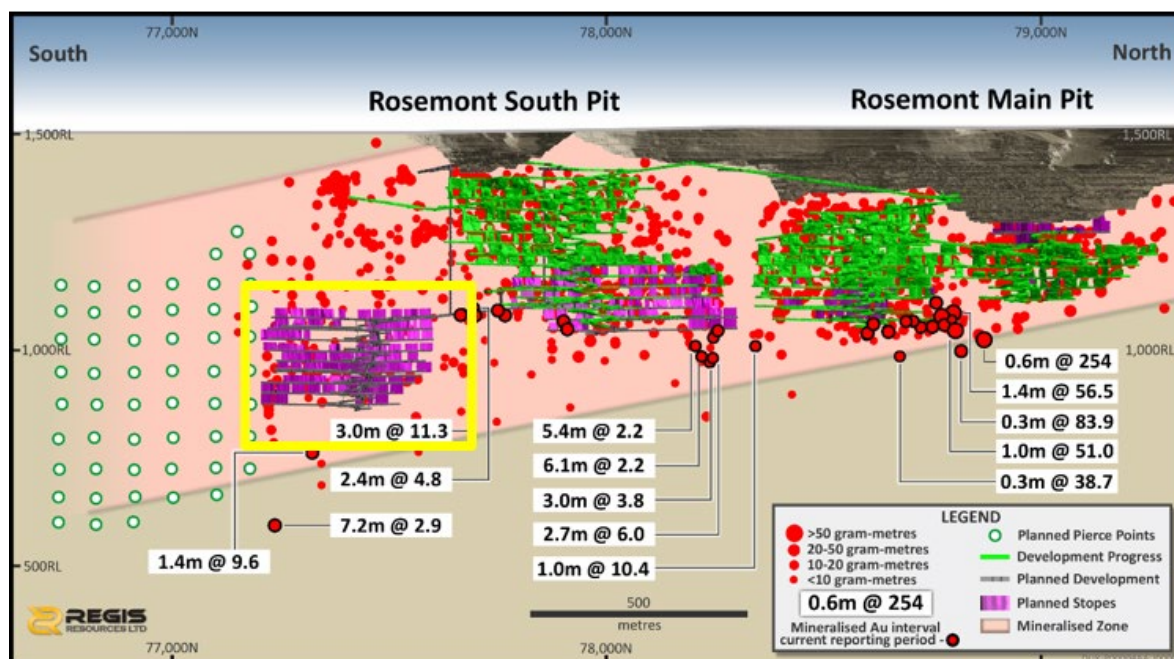 77,000N
78,000N
79,000N
South
North
Rosemont South Pit
Rosemont Main Pit
1,500RL
1,500RL
1,000RL
1,000RL
0.6m @ 254
1.4m @ 56.5
0.3m @ 83.9
1.0m @ 51.0
0.3m @ 38.7
3.0m @ 11.3
5.4m @ 2.2
2.4m @ 4.8
6.1m @ 2.2
3.0m @ 3.8
7.2m @ 2.9
2.7m @ 6.0
1.4m @ 9.6
1.0m @ 10.4
500RL
LEGEND
>50 gram-metres
20-50 gram-metres
10-20 gram-metres
<10 gram-metres
0.6m @ 254
Mineralised Au interval
current reporting period -
Planned Pierce Points
Development Progress
Planned Development
Planned Stopes
Mineralised Zone
500
metres
REGIS
RESOURCES LTD
77,000N
78,000N